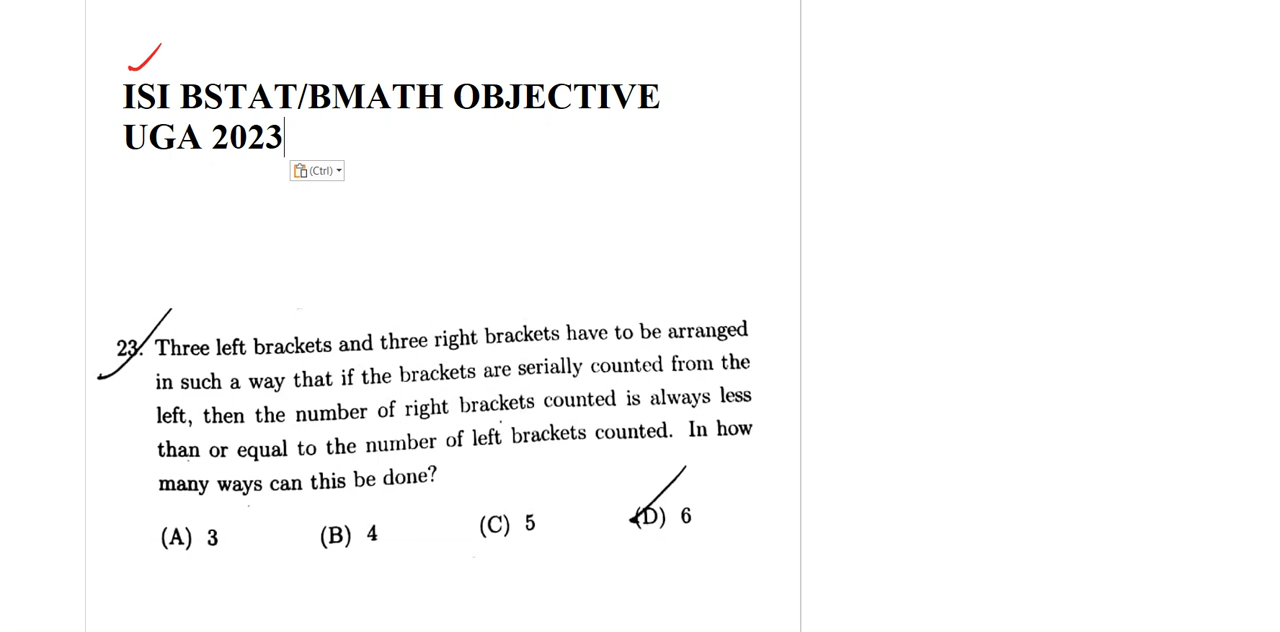 ISI BSTAT/BMATH OBJECTIVE
UGA 2023
(Ctrl)
23. Three left brackets and three right brackets have to be arranged
in such a way that if the brackets are serially counted from the
left, then the number of right brackets counted is always less
than or equal to the number of left brackets counted. In how
many ways can this be done?
(A) 3 (B) 4 (C) 5 (D) 6